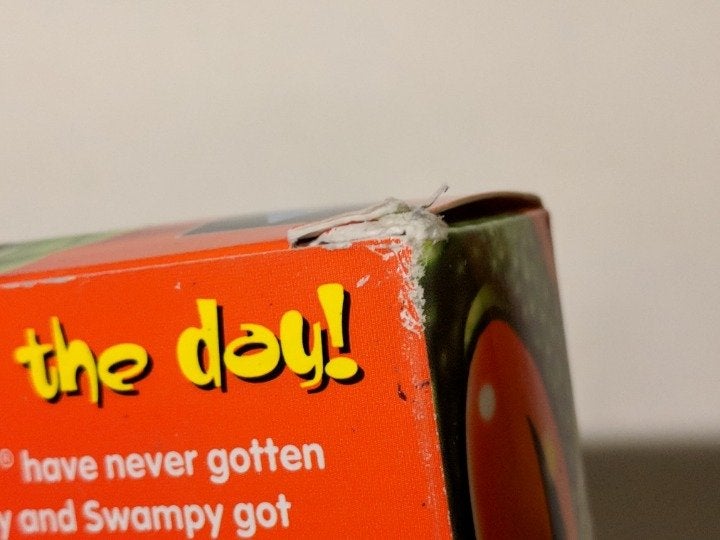 the day!
® have never gotten
y and Swampy got